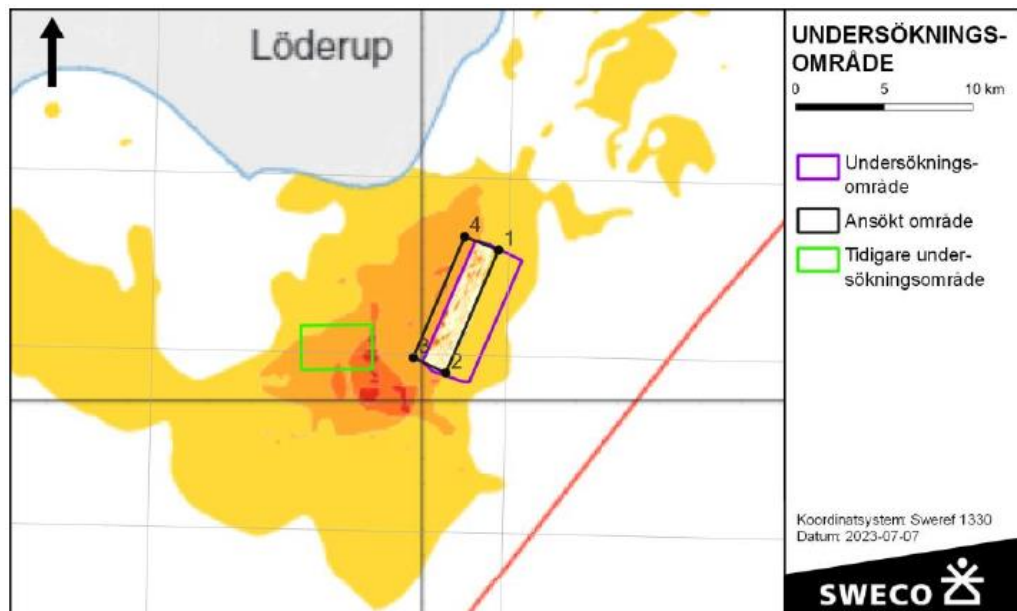 Löderup
4
1
3
2
UNDERSÖKNINGS-
OMRÅDE
0 5 10 km
Undersöknings-
område
Ansökt område
Tidigare under-
sökningsområde
Koordinatsystem: Sweref 1330
Datum: 2023-07-07
SWECO